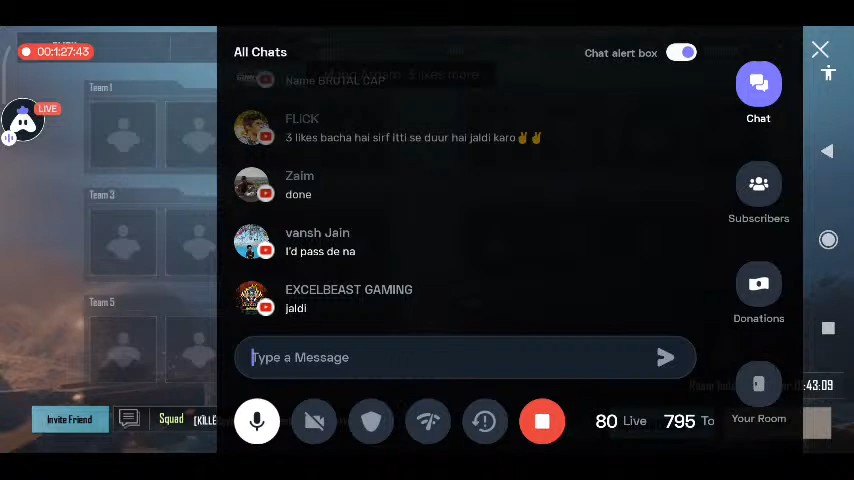 00:1:27:43
All Chats
Chat alert box
Team 1
LIVE
Name BRUTAL CAP
FLICK
3 likes bacha hai sirf itti se duur hai jaldi karo✌✌
Chat
Zaim
done
Team 3
Subscribers
vansh Jain
I'd pass de na
EXCELBEAST GAMING
jaldi
Team 5
Donations
Type a Message
:43:09
Invite Friend
Squad
80 Live
795 To
Your Room